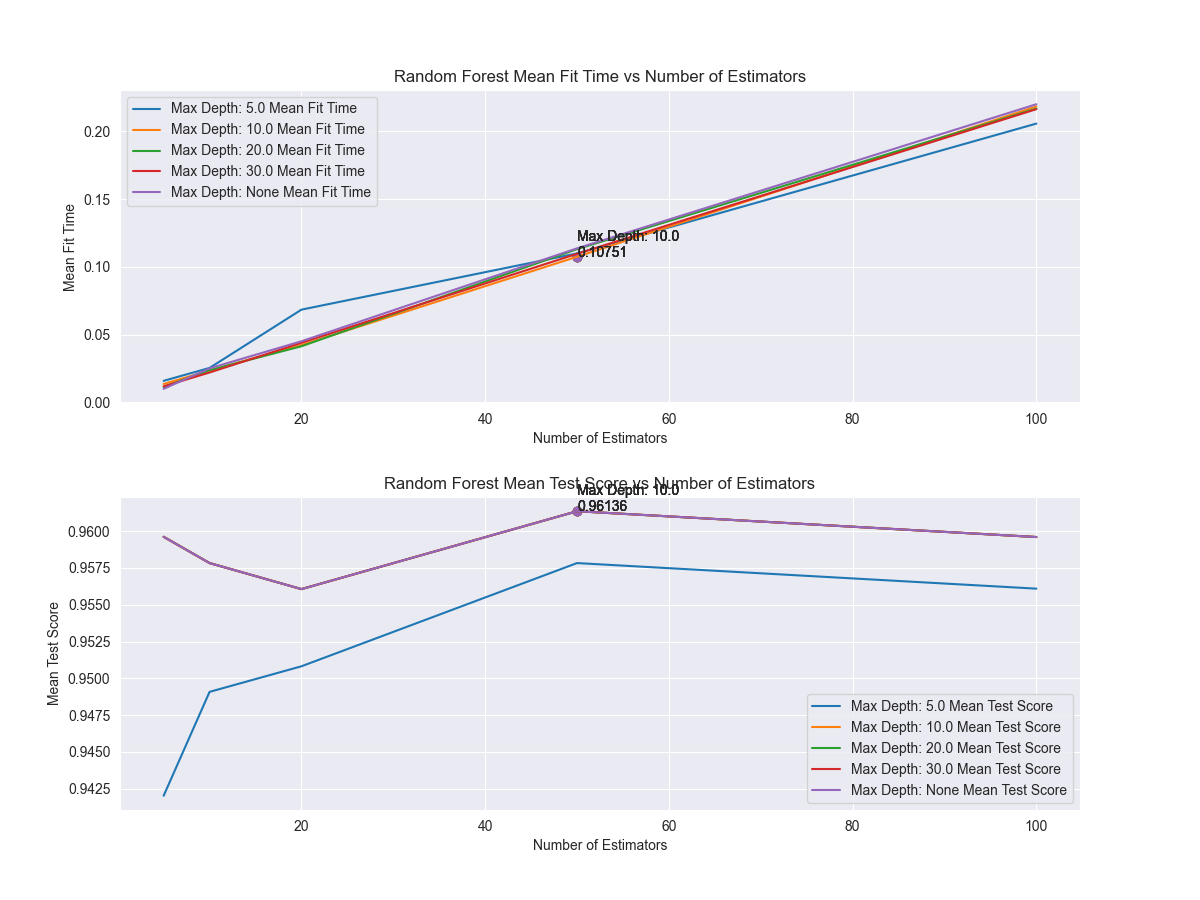 Random Forest Mean Fit Time vs Number of Estimators
Max Depth: 5.0 Mean Fit Time
Max Depth: 10.0 Mean Fit Time
Max Depth: 20.0 Mean Fit Time
Max Depth: 30.0 Mean Fit Time
Max Depth: None Mean Fit Time
Mean Fit Time
0.20
0.15
0.10
0.05
0.00
Max Depth: 10.0
0.10751
20
40
60
80
100
Number of Estimators
Random Forest Mean Test Score vs Number of Estimators
Max Depth: 10.0
0.96136
Mean Test Score
0.9600
0.9575
0.9550
0.9525
0.9500
0.9475
0.9450
0.9425
Max Depth: 5.0 Mean Test Score
Max Depth: 10.0 Mean Test Score
Max Depth: 20.0 Mean Test Score
Max Depth: 30.0 Mean Test Score
Max Depth: None Mean Test Score
20
40
60
80
100
Number of Estimators